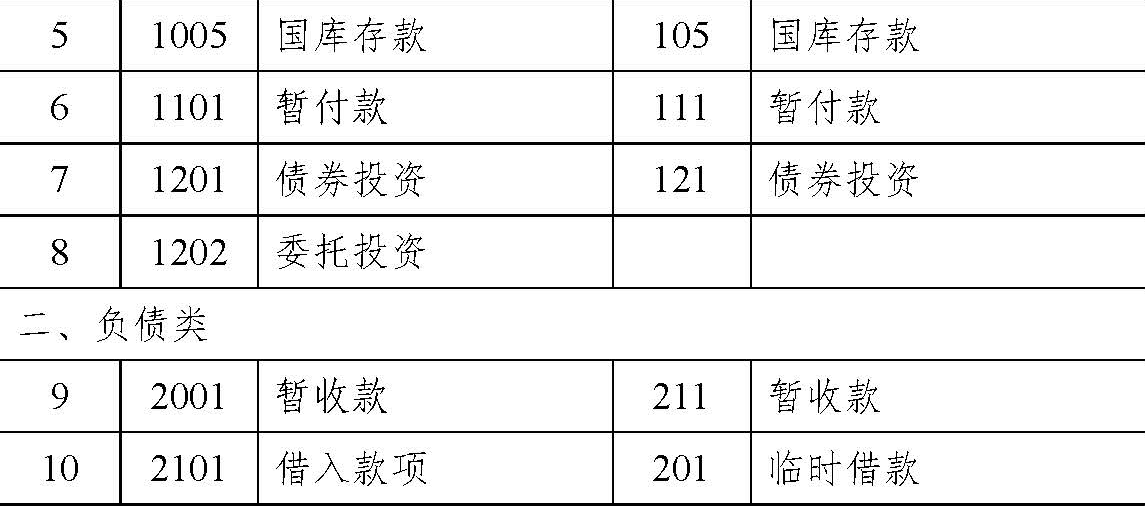 5 1005 国库存款 105 国库存款
6 1101 暂付款 111 暂付款
7 1201 债券投资 121 债券投资
8 1202 委托投资
二、负债类
9 2001 暂收款 211 暂收款
10 2101 借入款项 201 临时借款